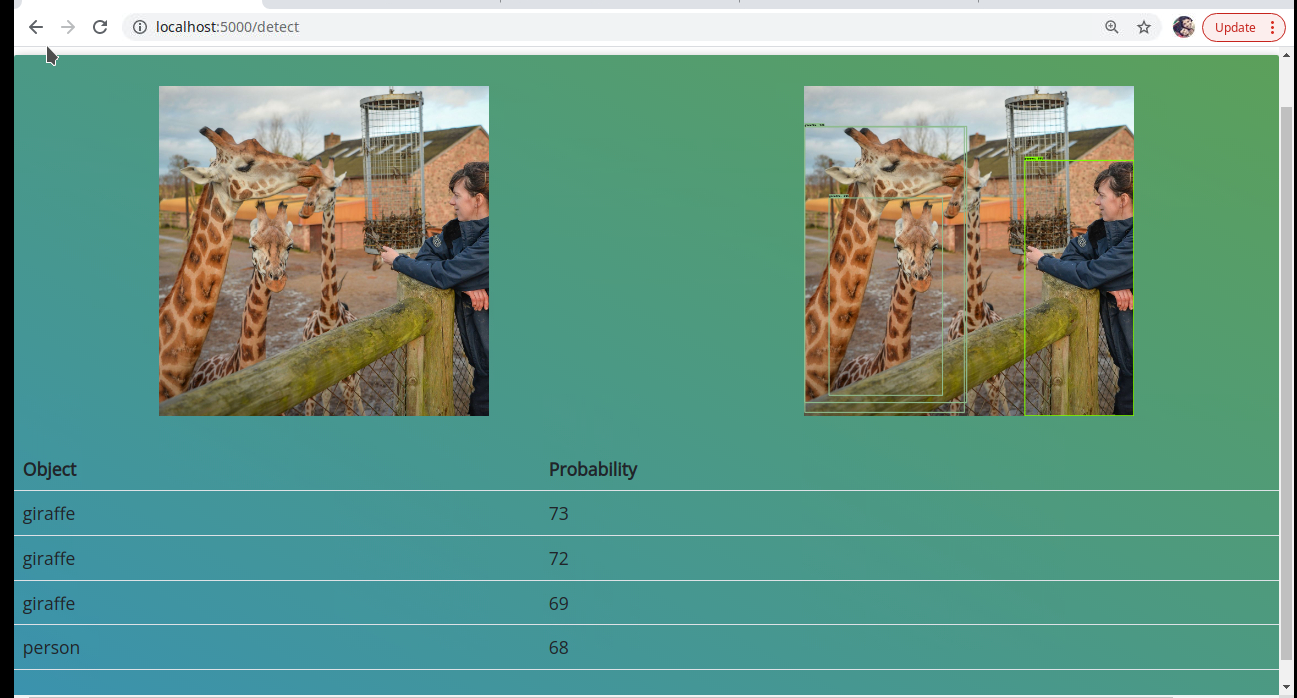 localhost:5000/detect
Update
Object Probability
giraffe 73
giraffe 72
giraffe 69
person 68